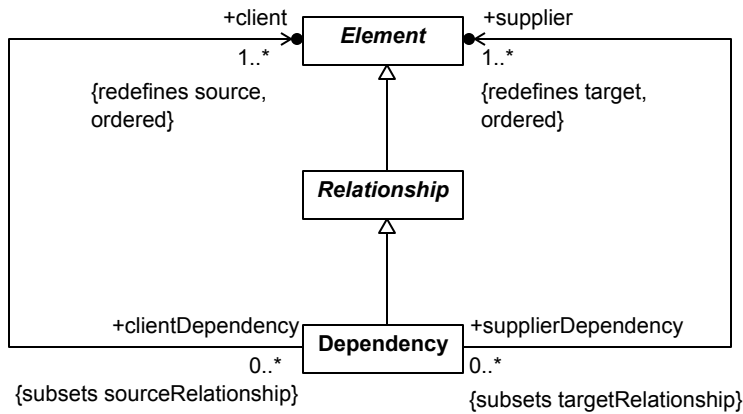 +client
Element
+supplier
1..*
1..*
{redefines source,
ordered}
{redefines target,
ordered}
Relationship
+clientDependency
Dependency
+supplierDependency
0..*
0..*
{subsets sourceRelationship}
{subsets targetRelationship}